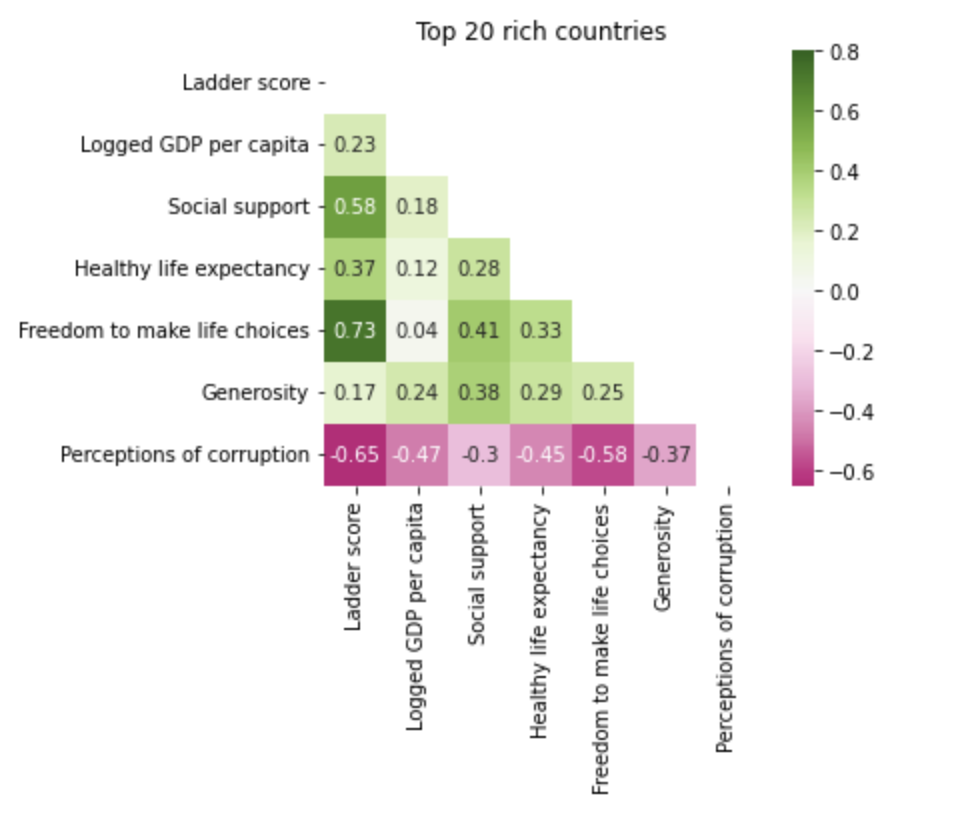 Top 20 rich countries
Ladder score
Logged GDP per capita 0.23
Social support 0.58 0.18
Healthy life expectancy 0.37 0.12 0.28
Freedom to make life choices 0.73 0.04 0.41 0.33
Generosity 0.17 0.24 0.38 0.29 0.25
Perceptions of corruption -0.65 -0.47 -0.3 -0.45 -0.58 -0.37
Ladder score
Logged GDP per capita
Social support
Healthy life expectancy
Freedom to make life choices
Generosity
Perceptions of corruption
0.8
0.6
0.4
0.2
0.0
−0.2
−0.4
−0.6